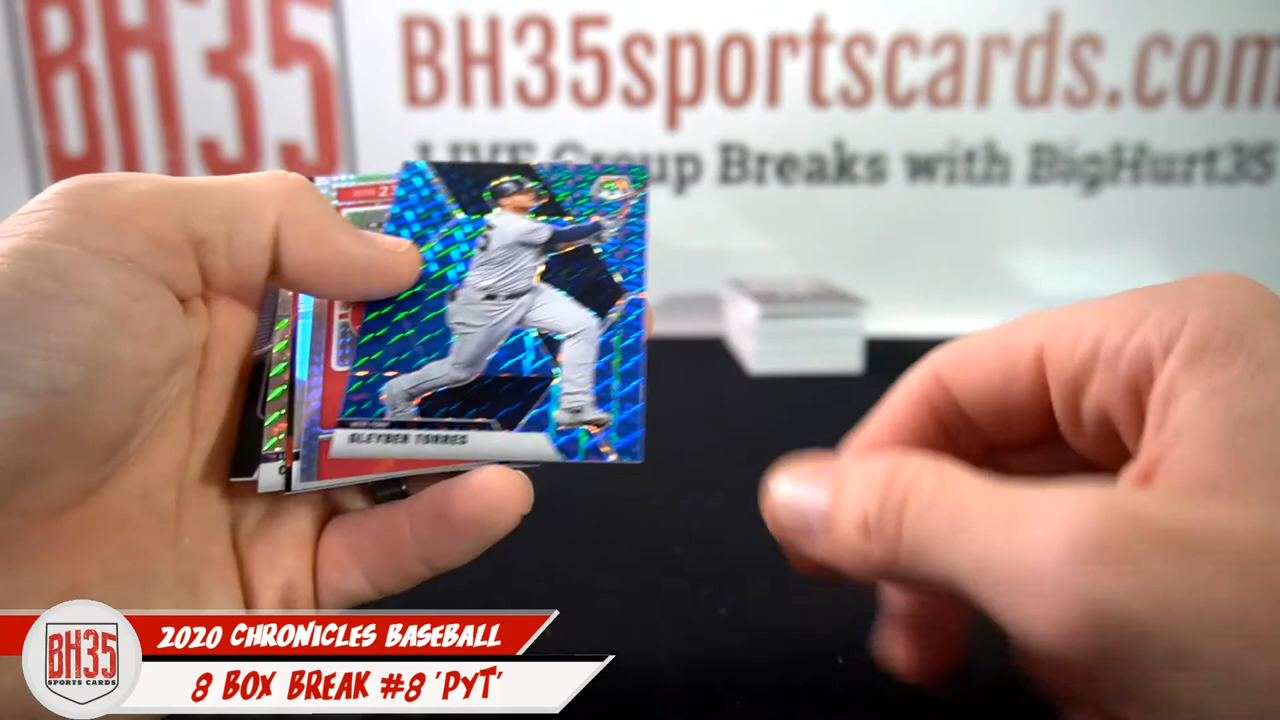 BH35
BH35sportscards.com
LIVE Group Breaks with BigHurt35
GLEYBER TORRES
BH35
SPORTS CARDS
2020 CHRONICLES BASEBALL
8 BOX BREAK #8 'PYT'